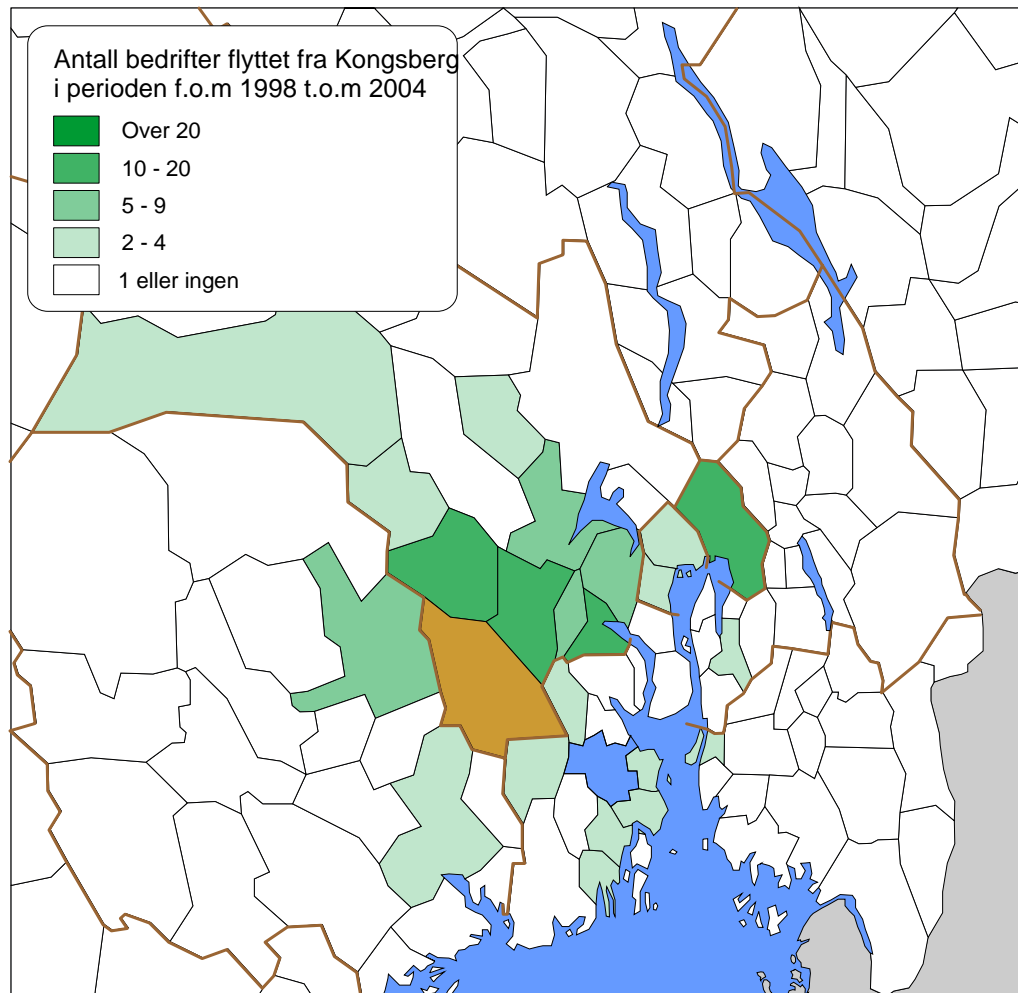 Antall bedrifter flyttet fra Kongsberg
i perioden f.o.m 1998 t.o.m 2004
Over 20
10 - 20
5 - 9
2 - 4
1 eller ingen